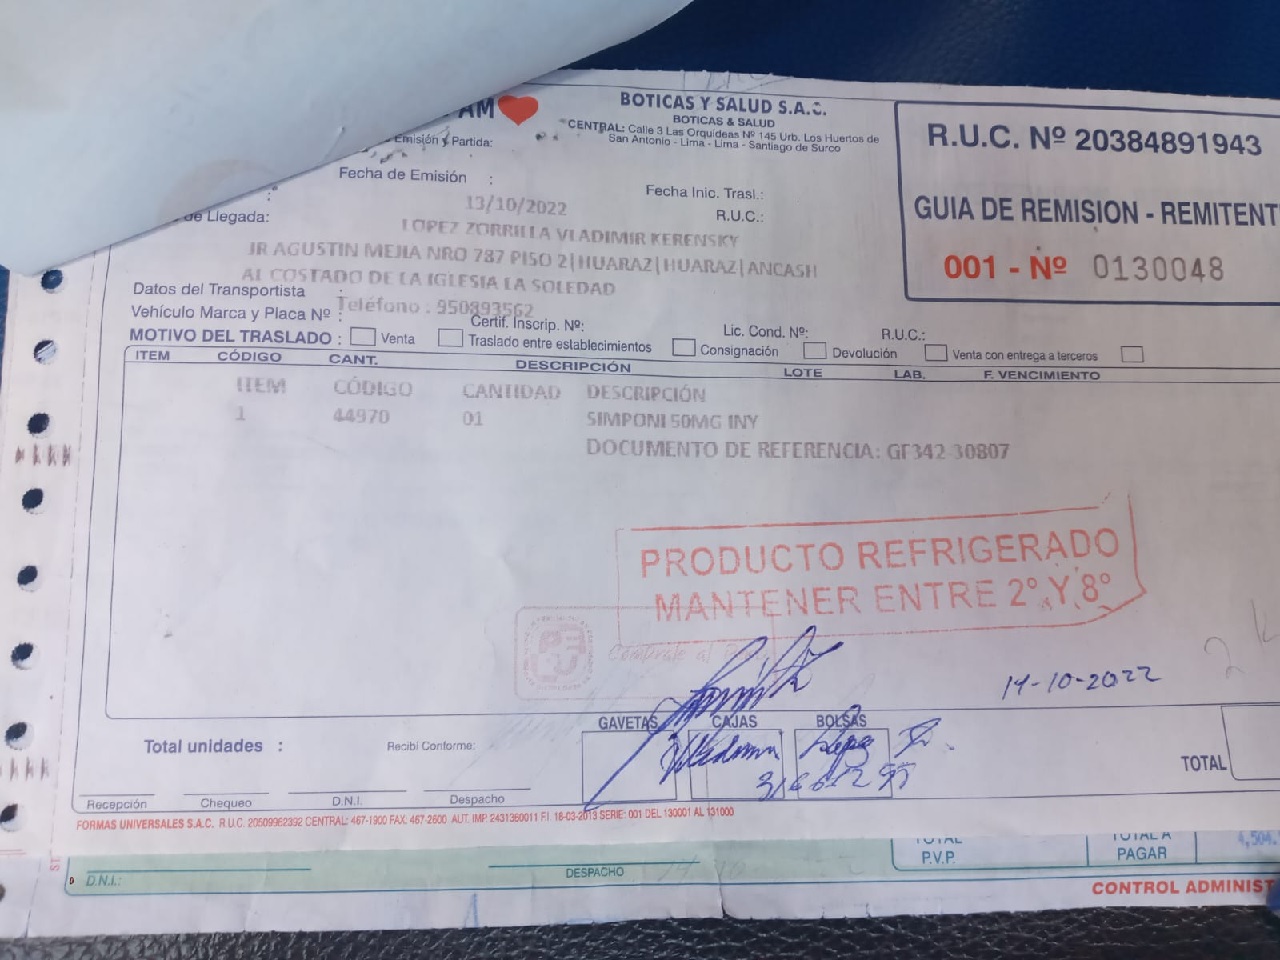 AM
BOTICAS Y SALUD S.A.C.
BOTICAS & SALUD
CENTRAL: Calle 3 Las Orquideas Nº 145 Urb. Los Huertos de
San Antonio - Lima - Lima - Santiago de Surco
R.U.C. Nº 20384891943
GUIA DE REMISION - REMITENT
001 - Nº 0130048
Emisión y Partida:
Fecha de Emisión :
13/10/2022
Fecha Inic. Trasl.:
R.U.C.:
de Llegada:
LOPEZ ZORRILLA VLADIMIR KERENSKY
JR AGUSTIN MEJIA NRO 787 PISO 2|HUARAZ|HUARAZ|ANCASH
AL COSTADO DE LA IGLESIA LA SOLEDAD
Datos del Transportista :
Teléfono : 950893562
Vehículo Marca y Placa Nº :
Certif. Inscrip. Nº:
Lic. Cond. Nº:
R.U.C.:
MOTIVO DEL TRASLADO : Venta Traslado entre establecimientos Consignación Devolución Venta con entrega a terceros
ITEM CÓDIGO CANT. DESCRIPCIÓN LOTE LAB. F. VENCIMIENTO
ITEM CÓDIGO CANTIDAD DESCRIPCIÓN
1 44970 01 SIMPONI 50MG INY
DOCUMENTO DE REFERENCIA: GF342-30807
PRODUCTO REFRIGERADO
MANTENER ENTRE 2° Y 8°
14-10-2022
GAVETAS CAJAS BOLSAS
Total unidades :
Recibí Conforme:
TOTAL
Recepción Chequeo D.N.I. Despacho
FORMAS UNIVERSALES S.A.C. R.U.C. 20509962392 CENTRAL: 467-1900 FAX: 467-2600 AUT. IMP. 2431360011 F.I. 18-03-2013 SERIE: 001 DEL 130001 AL 131000
D.N.I.:
DESPACHO
TOTAL
P.V.P.
TOTAL A
PAGAR
4,504.
CONTROL ADMINIST